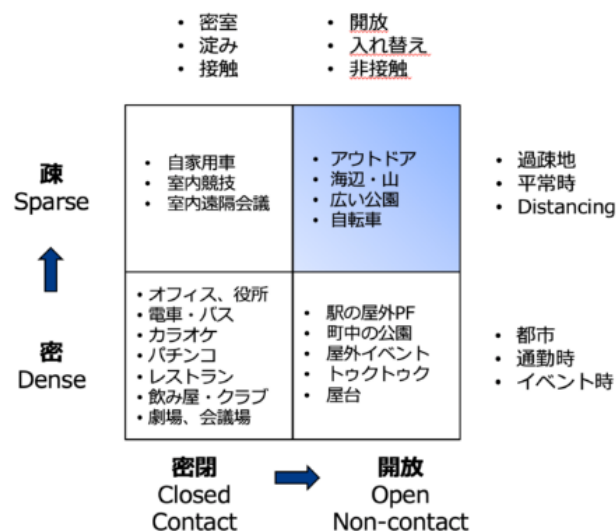 • 密室
• 淀み
• 接触
• 開放
• 入れ替え
• 非接触
疎
Sparse
• 自家用車
• 室内競技
• 室内遠隔会議
• アウトドア
• 海辺・山
• 広い公園
• 自転車
• 過疎地
• 平常時
• Distancing
密
Dense
• オフィス、役所
• 電車・バス
• カラオケ
• パチンコ
• レストラン
• 飲み屋・クラブ
• 劇場、会議場
• 駅の屋外PF
• 町中の公園
• 屋外イベント
• トゥクトゥク
• 屋台
• 都市
• 通勤時
• イベント時
密閉
Closed
Contact
開放
Open
Non-contact